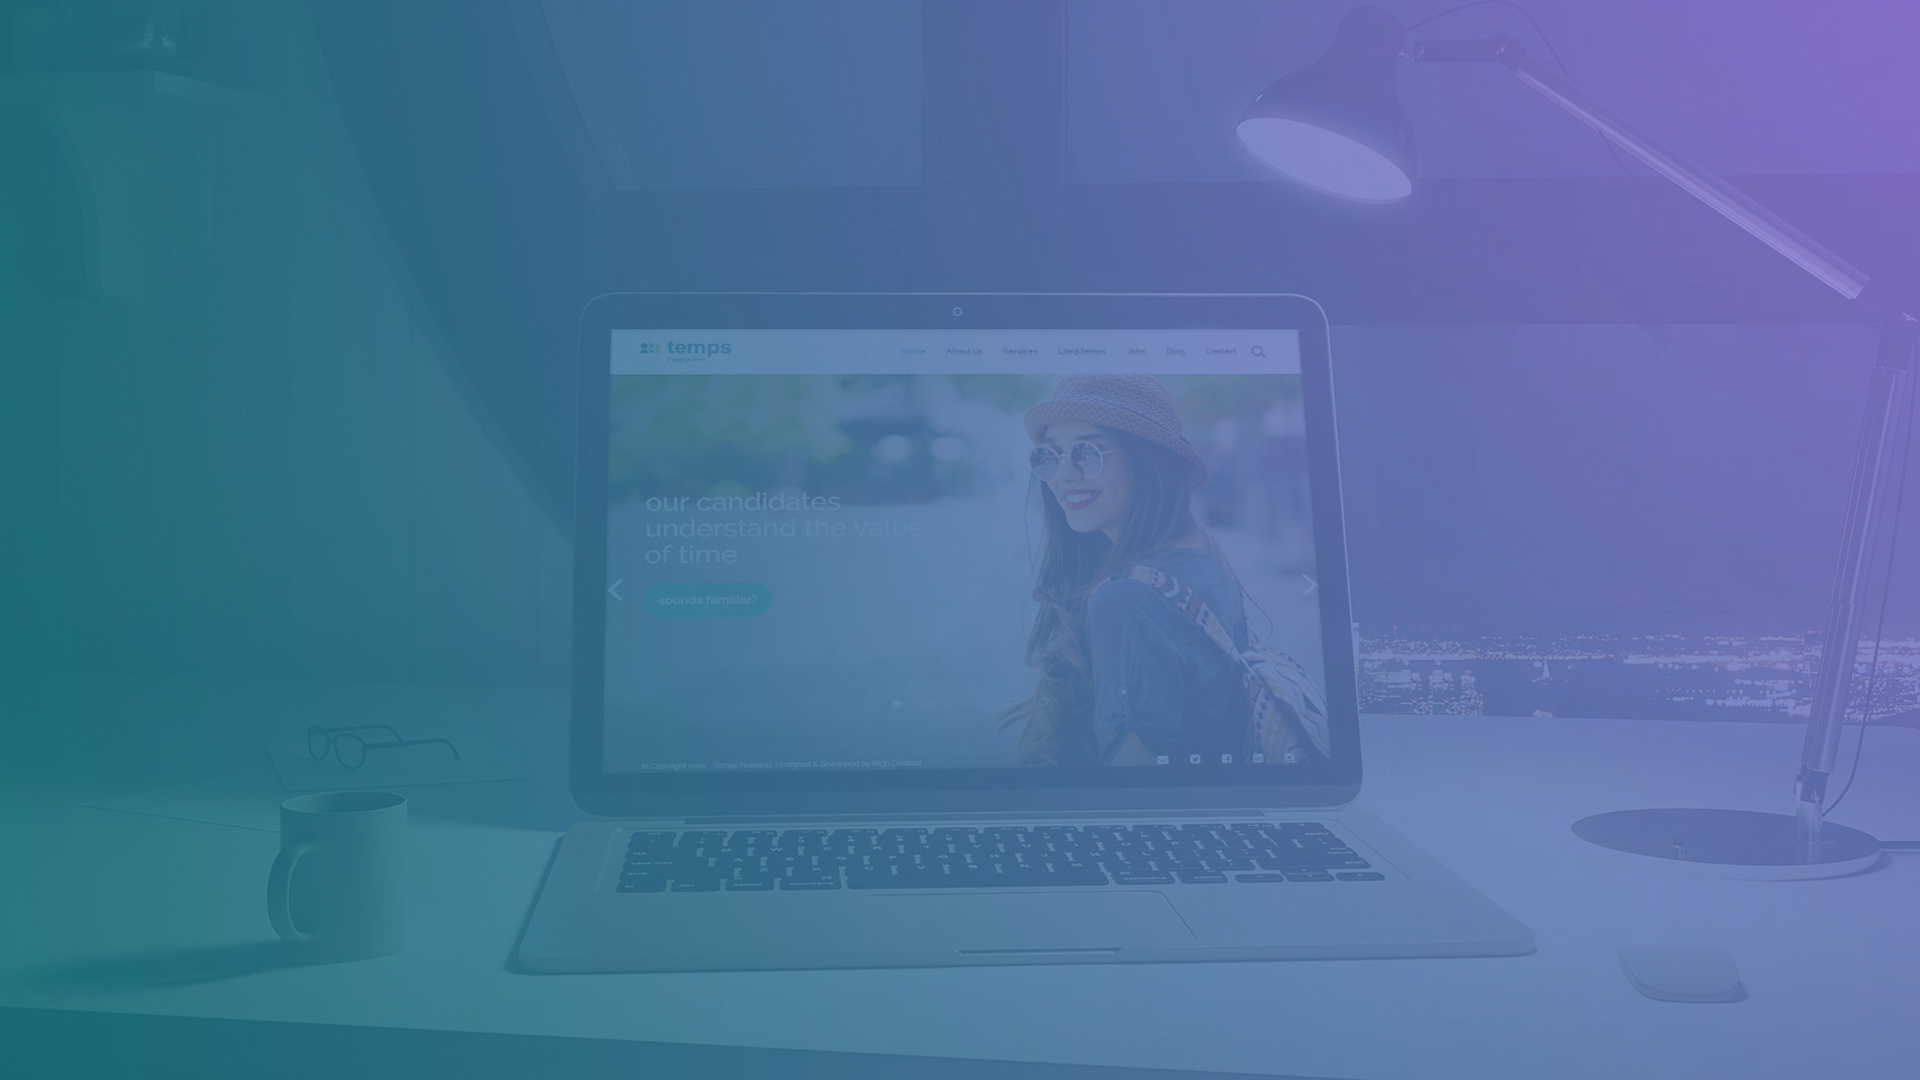 temps
People first
Home About us Services Life@Temps Jobs Blog Contact
our candidates
understand the value
of time
sounds familiar?
© Copyright 2016 - Temps Romania. Designed & developed by High Contrast